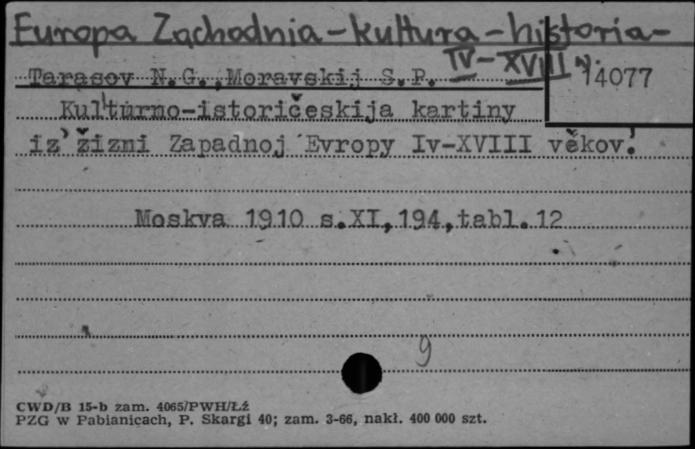 Europa Zachodnia-kultura-historia-
IV-XVIII w.
Tarasov N.G.,Moravskij S.P.
14077
Kul'turno-istoričeskija kartiny
iz' žizni Zapadnoj Evropy Iv-XVIII věkov.'
Moskva 1910 s.XI,194,tabl.12
9
CWD/B 15-b zam. 4065/PWH/Łź
PZG w Pabianicach, P. Skargi 40; zam. 3-66, nakł. 400 000 szt.